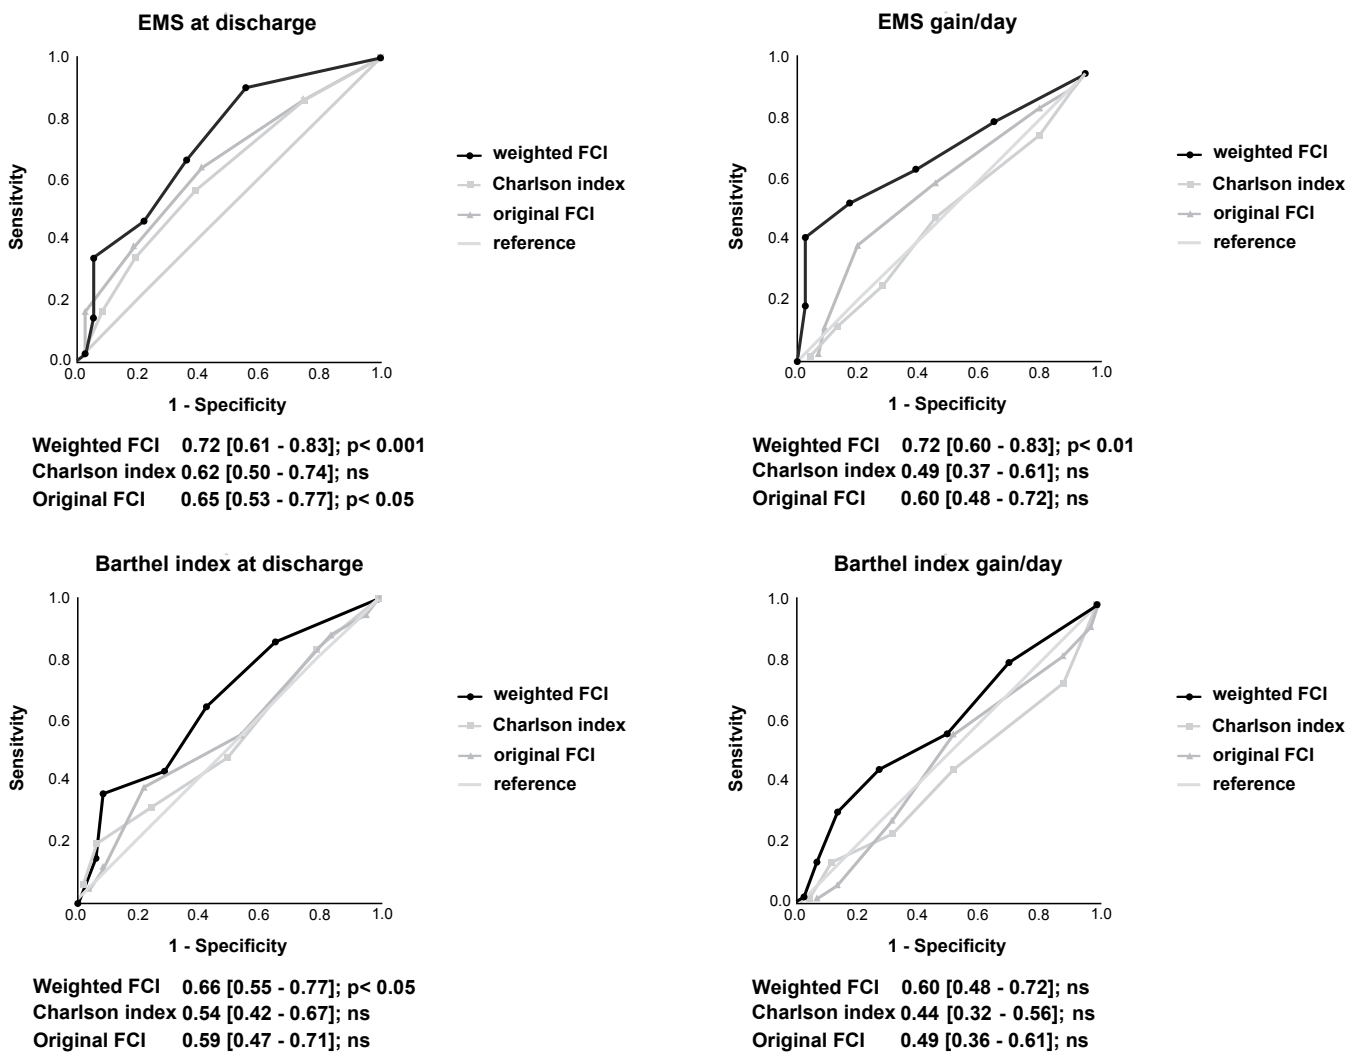 EMS at discharge
1.0
0.8
0.6
0.4
0.2
0.0
Sensitvity
0.0 0.2 0.4 0.6 0.8 1.0
1 - Specificity
weighted FCI
Charlson index
original FCI
reference
Weighted FCI 0.72 [0.61 - 0.83]; p< 0.001
Charlson index 0.62 [0.50 - 0.74]; ns
Original FCI 0.65 [0.53 - 0.77]; p< 0.05
EMS gain/day
1.0
0.8
0.6
0.4
0.2
Sensitvity
0.0 0.2 0.4 0.6 0.8 1.0
1 - Specificity
weighted FCI
Charlson index
original FCI
reference
Weighted FCI 0.72 [0.60 - 0.83]; p< 0.01
Charlson index 0.49 [0.37 - 0.61]; ns
Original FCI 0.60 [0.48 - 0.72]; ns
Barthel index at discharge
1.0
0.8
0.6
0.4
0.2
Sensitvity
0.0 0.2 0.4 0.6 0.8 1.0
1 - Specificity
weighted FCI
Charlson index
original FCI
reference
Weighted FCI 0.66 [0.55 - 0.77]; p< 0.05
Charlson index 0.54 [0.42 - 0.67]; ns
Original FCI 0.59 [0.47 - 0.71]; ns
Barthel index gain/day
1.0
0.8
0.6
0.4
0.2
0.0
Sensitvity
0.0 0.2 0.4 0.6 0.8 1.0
1 - Specificity
weighted FCI
Charlson index
original FCI
reference
Weighted FCI 0.60 [0.48 - 0.72]; ns
Charlson index 0.44 [0.32 - 0.56]; ns
Original FCI 0.49 [0.36 - 0.61]; ns